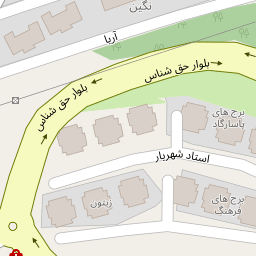 نگین
آریا
بلوار حق شناس
بلوار حق شناس
برج های
پاسارگاد
استاد شهریار
زیتون
برج های
فرهنگ